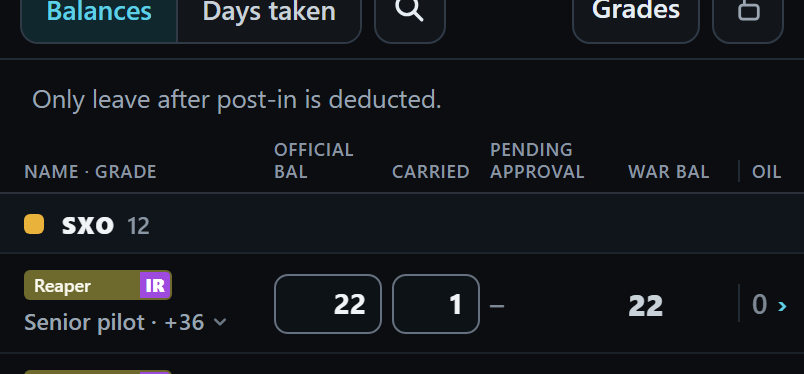 Balances Days taken Grades
Only leave after post-in is deducted.
OFFICIAL PENDING
NAME · GRADE BAL CARRIED APPROVAL WAR BAL OIL
SXO 12
Reaper IR
22 1 – 22 0 ›
Senior pilot · +36